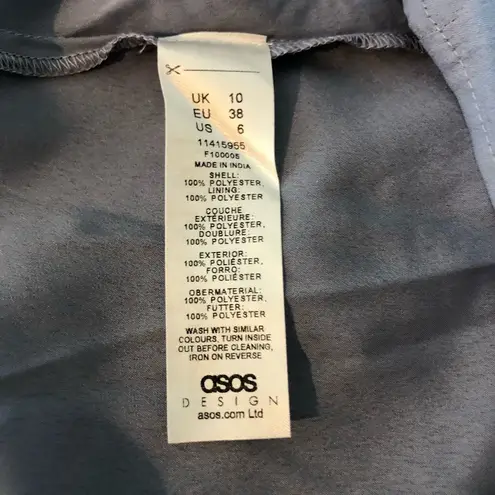 UK 10
EU 38
US 6
11415955
F10000E
MADE IN INDIA
SHELL:
100% POLYESTER,
LINING:
100% POLYESTER
COUCHE
EXTÉRIEURE:
100% POLYESTER,
DOUBLURE:
100% POLYESTER
EXTERIOR:
100% POLIÉSTER,
FORRO:
100% POLIÉSTER
OBERMATERIAL:
100% POLYESTER,
FUTTER:
100% POLYESTER
WASH WITH SIMILAR
COLOURS, TURN INSIDE
OUT BEFORE CLEANING,
IRON ON REVERSE
asos
DESIGN
asos.com Ltd